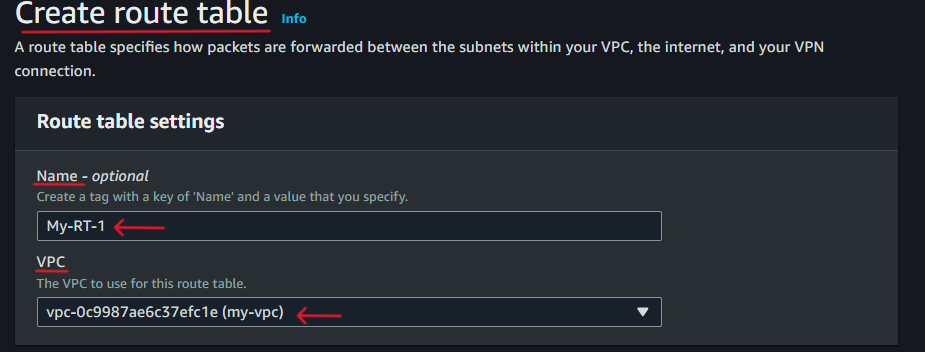 Create route table Info
A route table specifies how packets are forwarded between the subnets within your VPC, the internet, and your VPN
connection.
Route table settings
Name - optional
Create a tag with a key of 'Name' and a value that you specify.
My-RT-1
VPC
The VPC to use for this route table.
vpc-0c9987ae6c37efc1e (my-vpc)